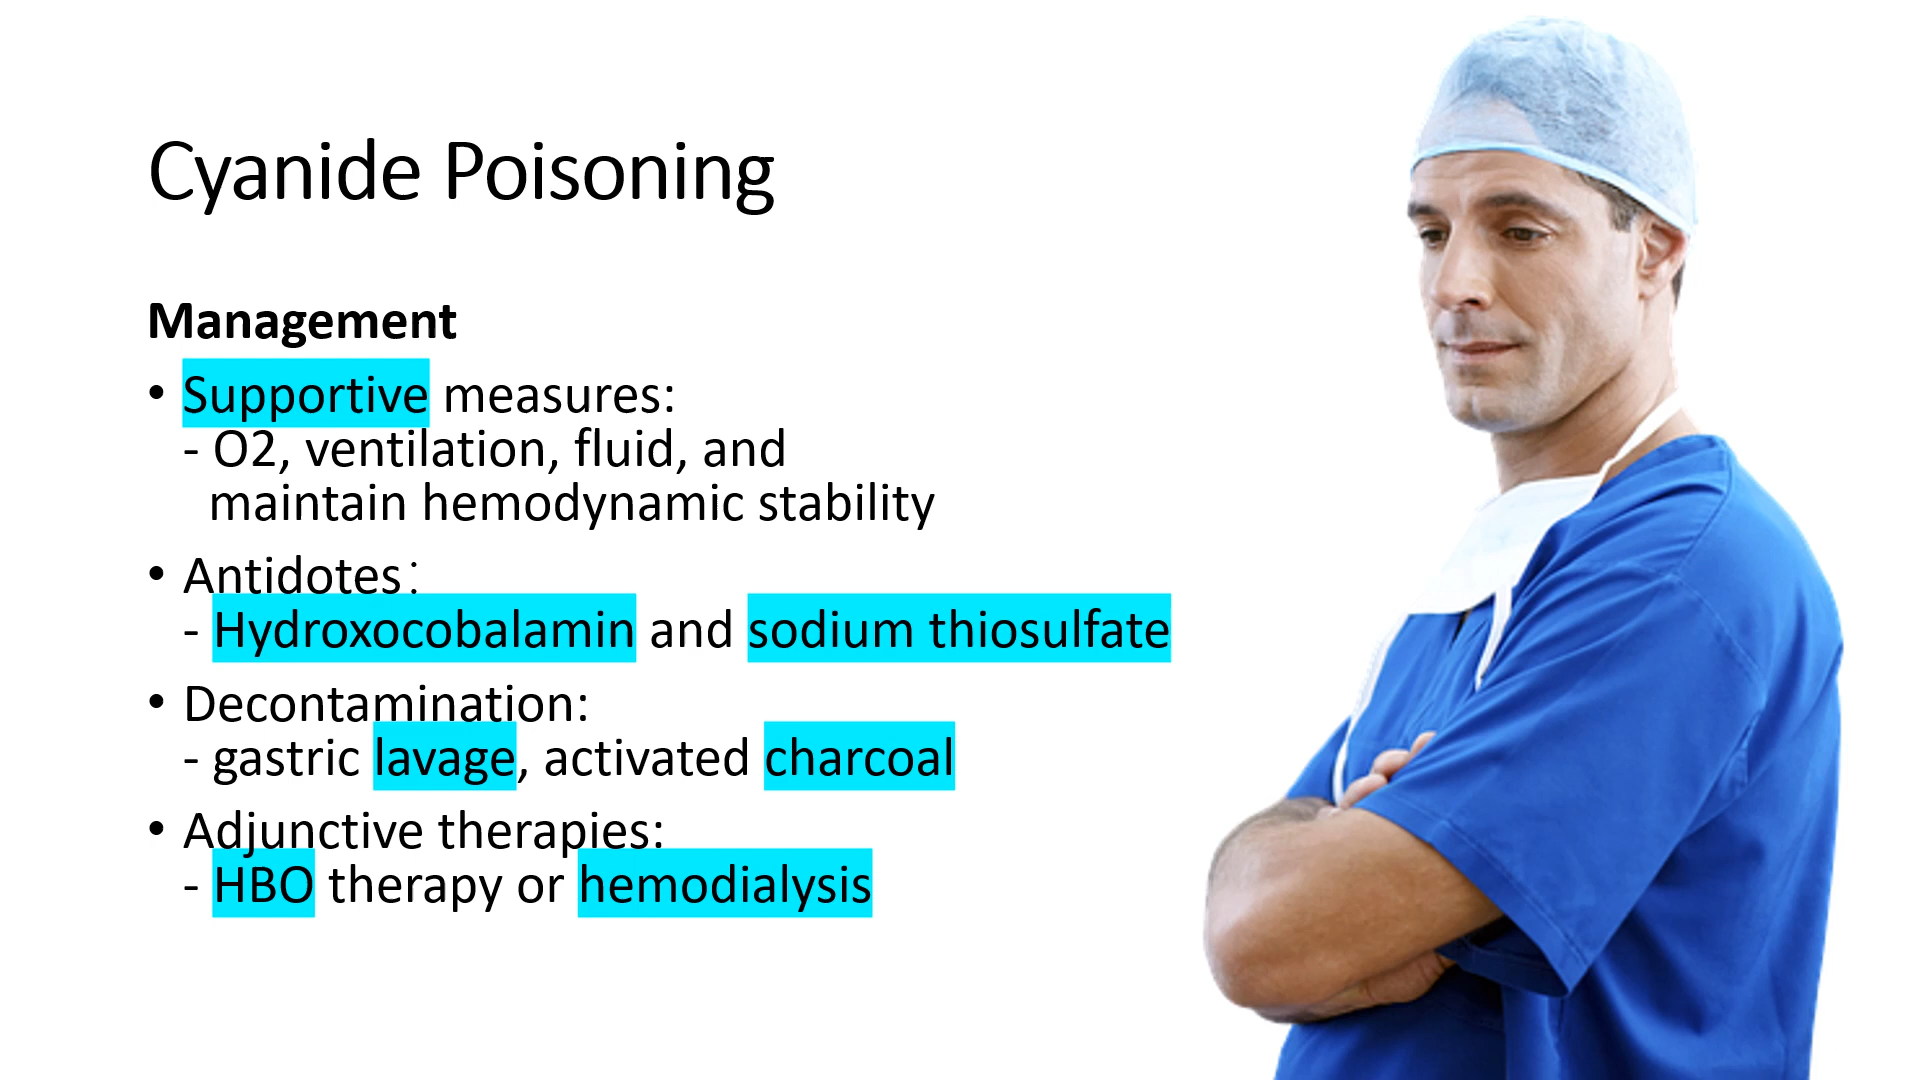 Cyanide Poisoning
Management
• Supportive measures:
- O2, ventilation, fluid, and
maintain hemodynamic stability
• Antidotes:
- Hydroxocobalamin and sodium thiosulfate
• Decontamination:
- gastric lavage, activated charcoal
• Adjunctive therapies:
- HBO therapy or hemodialysis